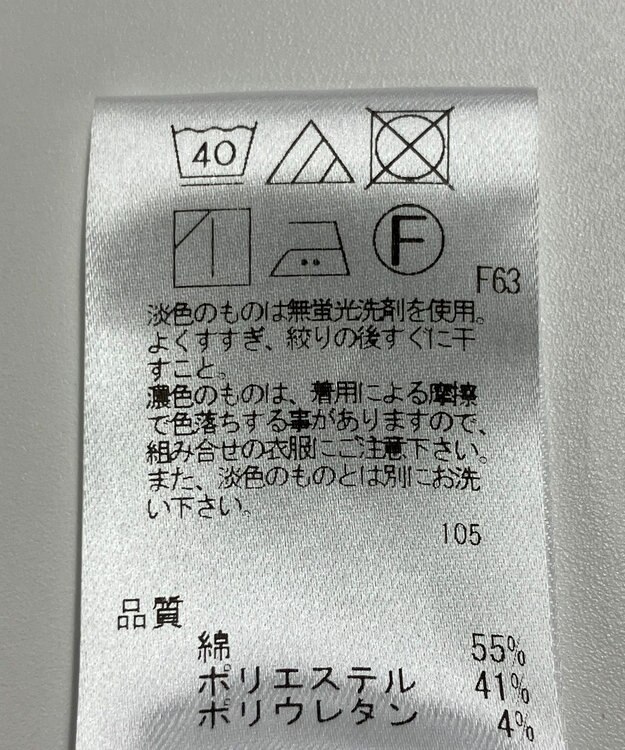 40
F
F63
淡色のものは無蛍光洗剤を使用。
よくすすぎ、絞りの後すぐに干
すこと。
濃色のものは、着用による摩擦
で色落ちする事がありますので、
組み合せの衣服にご注意下さい。
また、淡色のものとは別にお洗
い下さい。
105
品質
綿 55%
ポリエステル 41%
ポリウレタン 4%